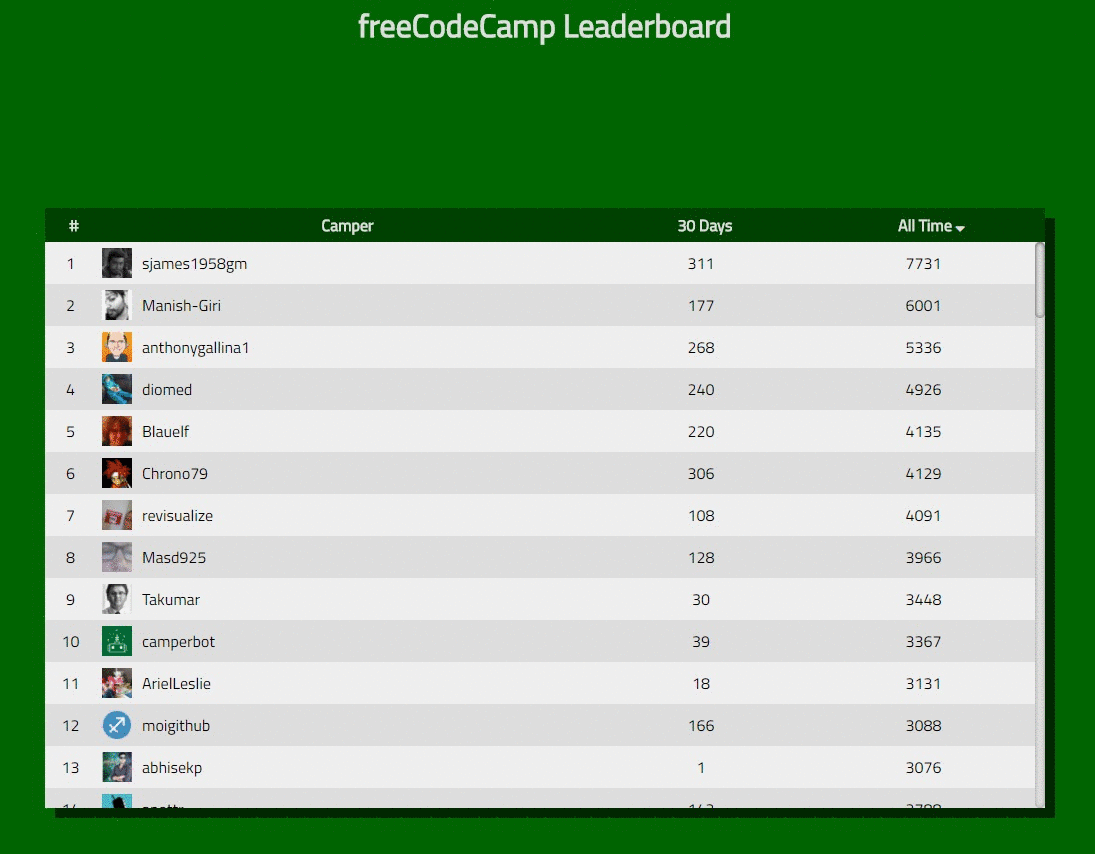 freeCodeCamp Leaderboard
# Camper 30 Days All Time
1 sjames1958gm 311 7731
2 Manish-Giri 177 6001
3 anthonygallina1 268 5336
4 diomed 240 4926
5 Blauelf 220 4135
6 Chrono79 306 4129
7 revisualize 108 4091
8 Masd925 128 3966
9 Takumar 30 3448
10 camperbot 39 3367
11 ArielLeslie 18 3131
12 moigithub 166 3088
13 abhisekp 1 3076